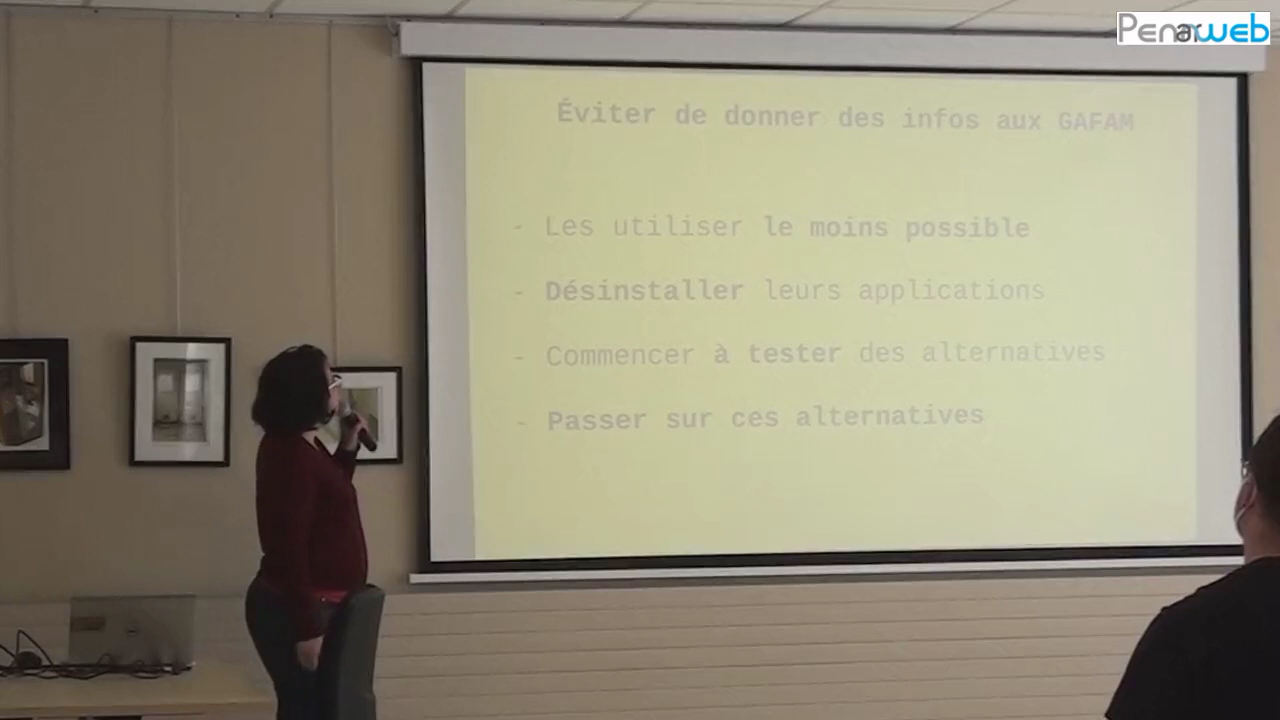 Penarweb
Éviter de donner des infos aux GAFAM
- Les utiliser le moins possible
- Désinstaller leurs applications
- Commencer à tester des alternatives
- Passer sur ces alternatives